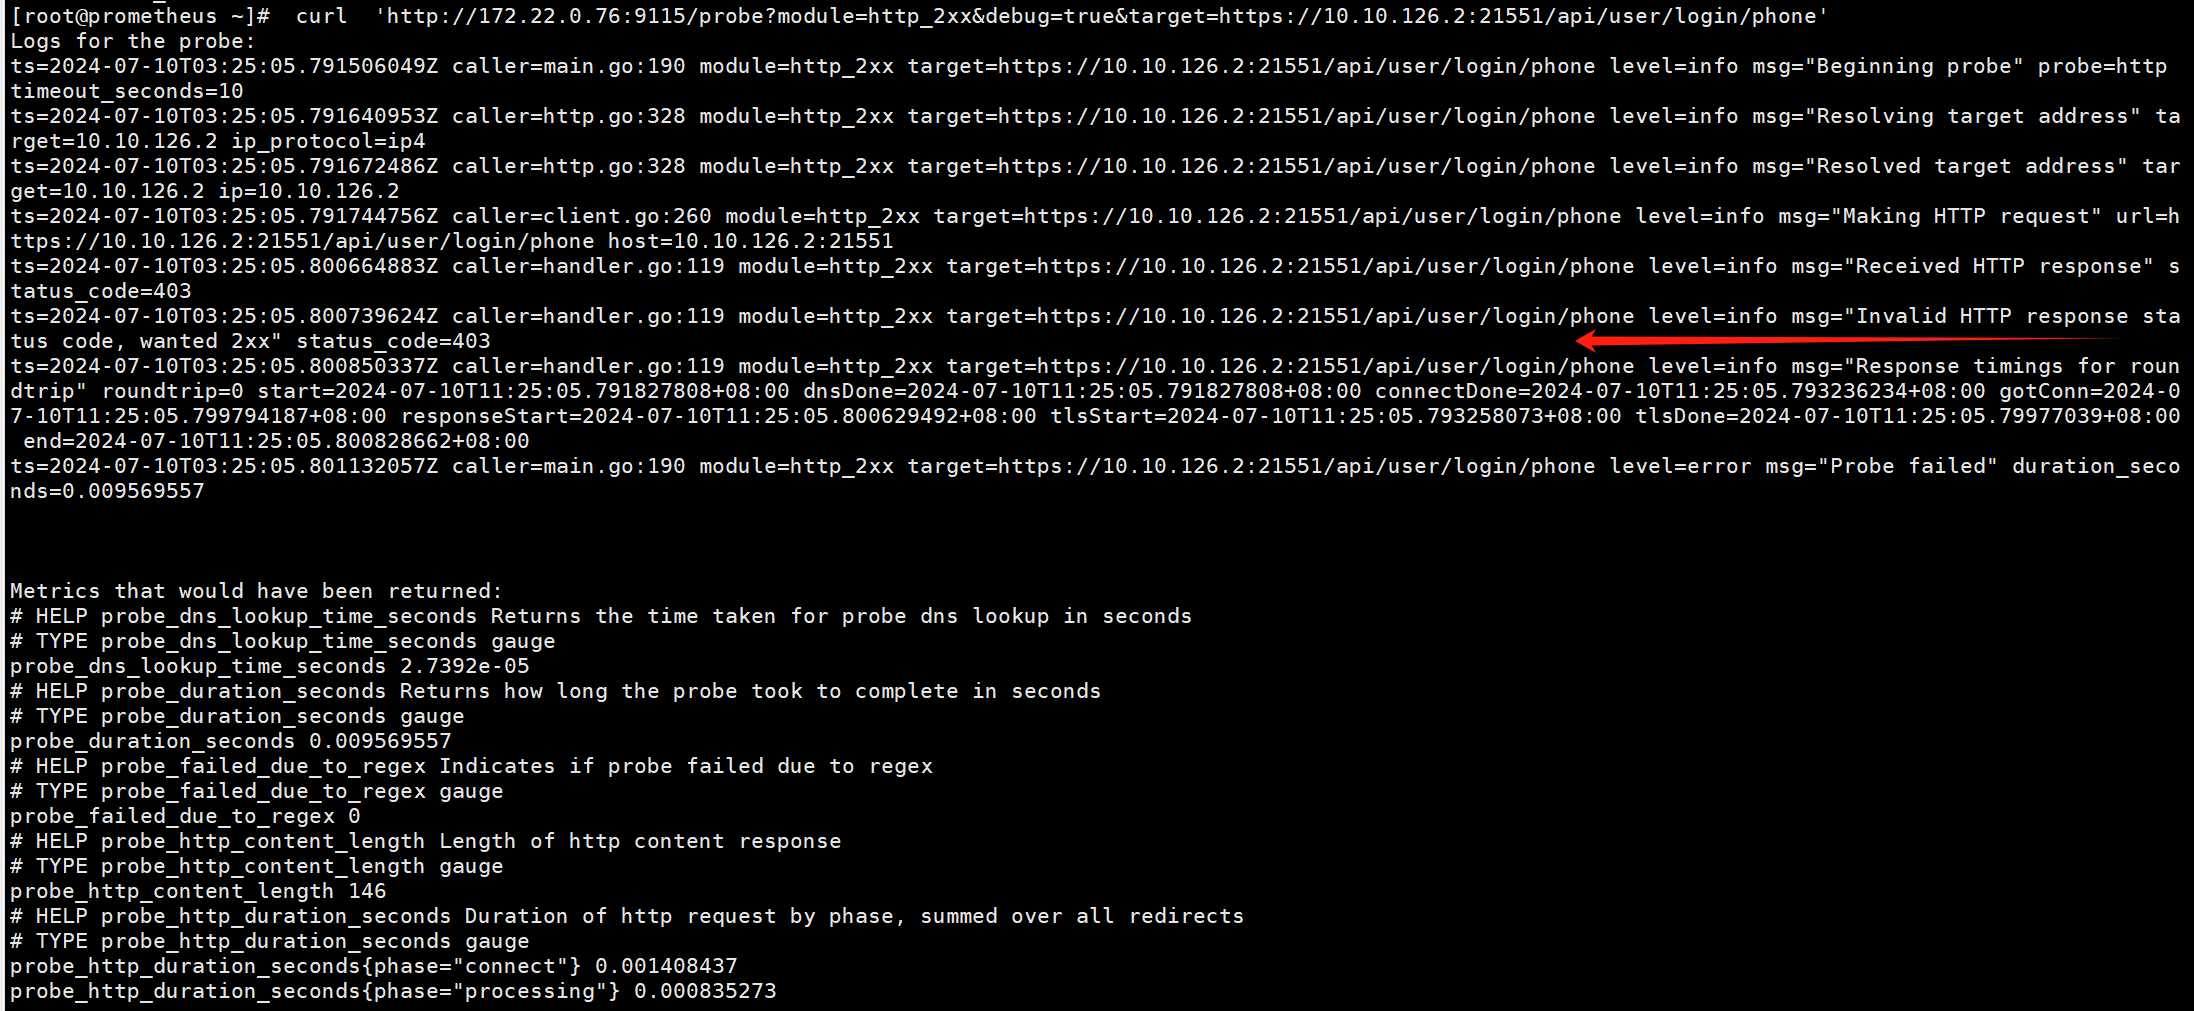 [root@prometheus ~]#  curl  'http://172.22.0.76:9115/probe?module=http_2xx&debug=true&target=https://10.10.126.2:21551/api/user/login/phone'
Logs for the probe:
ts=2024-07-10T03:25:05.791506049Z caller=main.go:190 module=http_2xx target=https://10.10.126.2:21551/api/user/login/phone level=info msg="Beginning probe" probe=http
timeout_seconds=10
ts=2024-07-10T03:25:05.791640953Z caller=http.go:328 module=http_2xx target=https://10.10.126.2:21551/api/user/login/phone level=info msg="Resolving target address" ta
rget=10.10.126.2 ip_protocol=ip4
ts=2024-07-10T03:25:05.791672486Z caller=http.go:328 module=http_2xx target=https://10.10.126.2:21551/api/user/login/phone level=info msg="Resolved target address" tar
get=10.10.126.2 ip=10.10.126.2
ts=2024-07-10T03:25:05.791744756Z caller=client.go:260 module=http_2xx target=https://10.10.126.2:21551/api/user/login/phone level=info msg="Making HTTP request" url=h
ttps://10.10.126.2:21551/api/user/login/phone host=10.10.126.2:21551
ts=2024-07-10T03:25:05.800664883Z caller=handler.go:119 module=http_2xx target=https://10.10.126.2:21551/api/user/login/phone level=info msg="Received HTTP response" s
tatus_code=403
ts=2024-07-10T03:25:05.800739624Z caller=handler.go:119 module=http_2xx target=https://10.10.126.2:21551/api/user/login/phone level=info msg="Invalid HTTP response sta
tus code, wanted 2xx" status_code=403
ts=2024-07-10T03:25:05.800850337Z caller=handler.go:119 module=http_2xx target=https://10.10.126.2:21551/api/user/login/phone level=info msg="Response timings for roun
dtrip" roundtrip=0 start=2024-07-10T11:25:05.791827808+08:00 dnsDone=2024-07-10T11:25:05.791827808+08:00 connectDone=2024-07-10T11:25:05.793236234+08:00 gotConn=2024-0
7-10T11:25:05.799794187+08:00 responseStart=2024-07-10T11:25:05.800629492+08:00 tlsStart=2024-07-10T11:25:05.793258073+08:00 tlsDone=2024-07-10T11:25:05.79977039+08:00
 end=2024-07-10T11:25:05.800828662+08:00
ts=2024-07-10T03:25:05.801132057Z caller=main.go:190 module=http_2xx target=https://10.10.126.2:21551/api/user/login/phone level=error msg="Probe failed" duration_seco
nds=0.009569557
Metrics that would have been returned:
# HELP probe_dns_lookup_time_seconds Returns the time taken for probe dns lookup in seconds
# TYPE probe_dns_lookup_time_seconds gauge
probe_dns_lookup_time_seconds 2.7392e-05
# HELP probe_duration_seconds Returns how long the probe took to complete in seconds
# TYPE probe_duration_seconds gauge
probe_duration_seconds 0.009569557
# HELP probe_failed_due_to_regex Indicates if probe failed due to regex
# TYPE probe_failed_due_to_regex gauge
probe_failed_due_to_regex 0
# HELP probe_http_content_length Length of http content response
# TYPE probe_http_content_length gauge
probe_http_content_length 146
# HELP probe_http_duration_seconds Duration of http request by phase, summed over all redirects
# TYPE probe_http_duration_seconds gauge
probe_http_duration_seconds{phase="connect"} 0.001408437
probe_http_duration_seconds{phase="processing"} 0.000835273